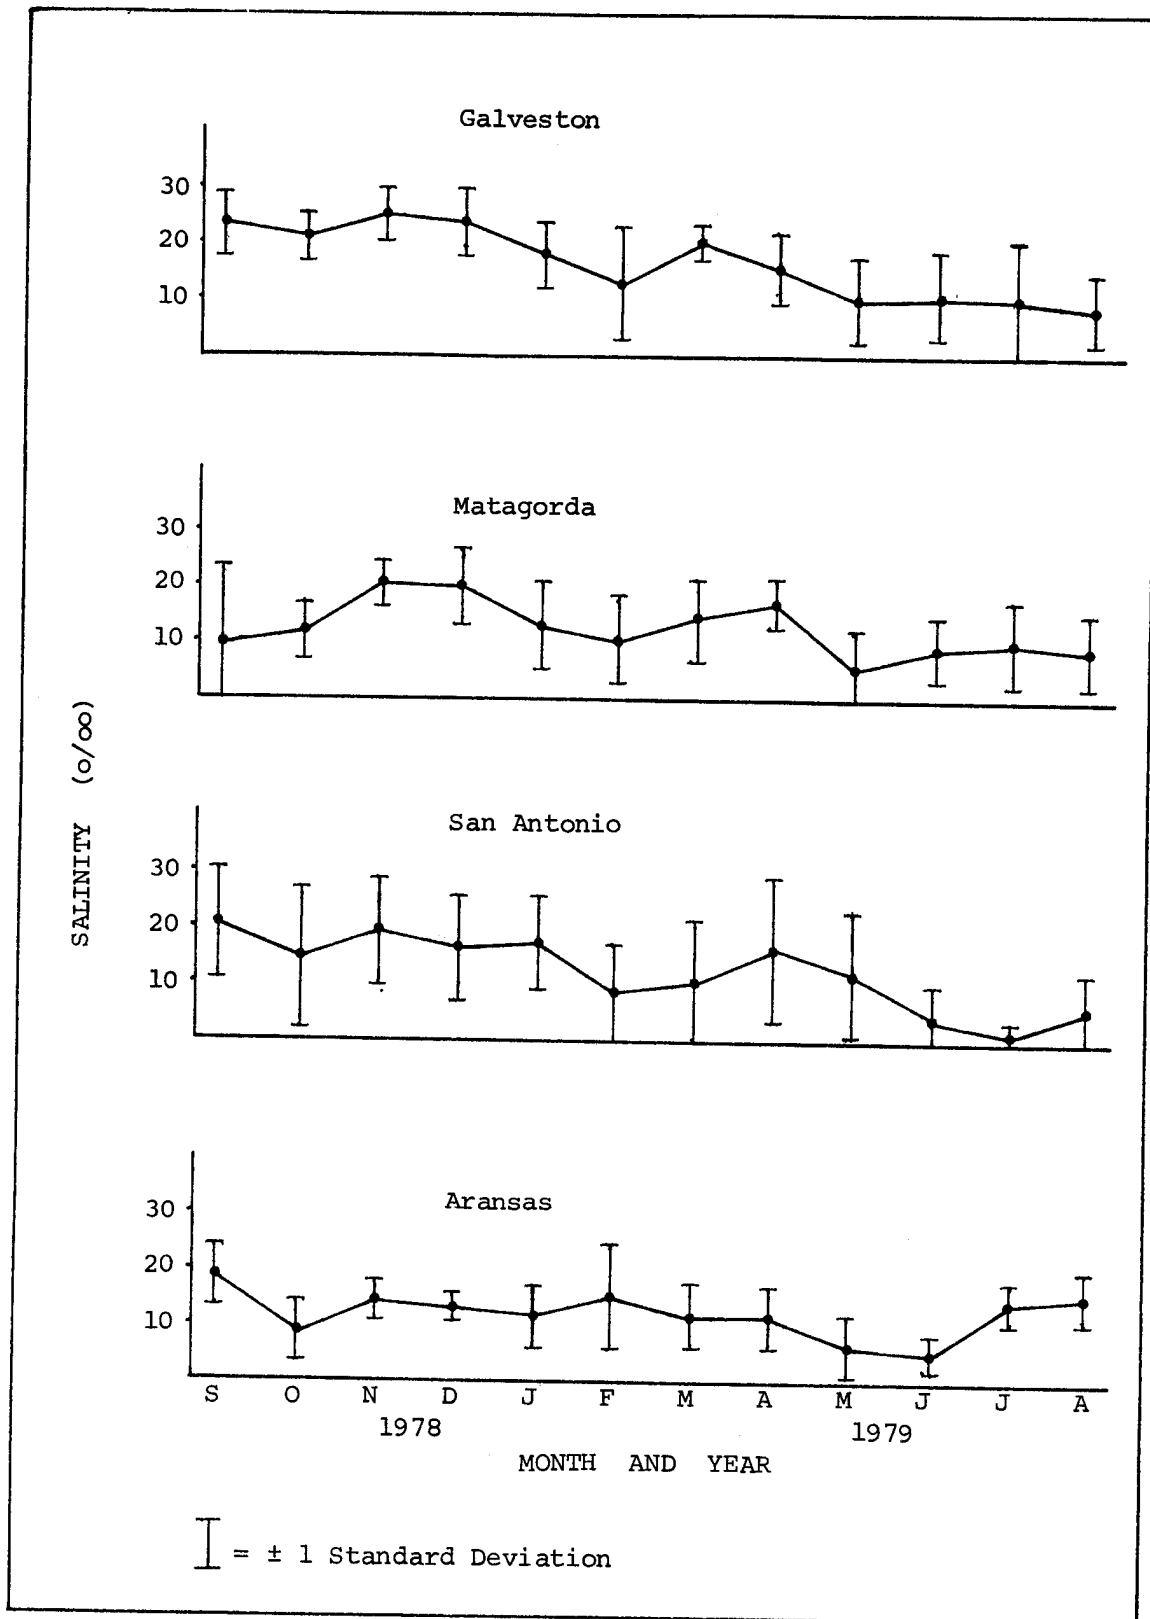 Galveston
30
20
10
Matagorda
30
20
10
SALINITY (o/oo)
San Antonio
30
20
10
Aransas
30
20
10
S O N D J F M A M J J A
1978 1979
MONTH AND YEAR
= ± 1 Standard Deviation